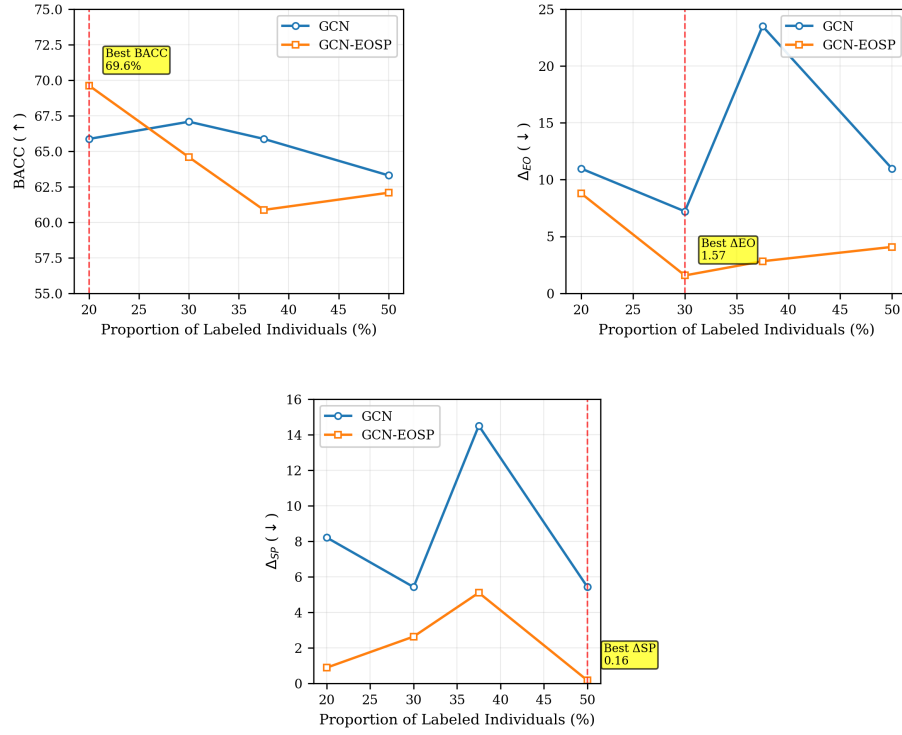 75.0
72.5
70.0
67.5
65.0
62.5
60.0
57.5
55.0
BACC (↑)
GCN
GCN-EOSP
Best BACC
69.6%
20 25 30 35 40 45 50
Proportion of Labeled Individuals (%)
25
20
15
10
5
0
Δ_EO (↓)
GCN
GCN-EOSP
Best ΔEO
1.57
20 25 30 35 40 45 50
Proportion of Labeled Individuals (%)
16
14
12
10
8
6
4
2
0
Δ_SP (↓)
GCN
GCN-EOSP
Best ΔSP
0.16
20 25 30 35 40 45 50
Proportion of Labeled Individuals (%)